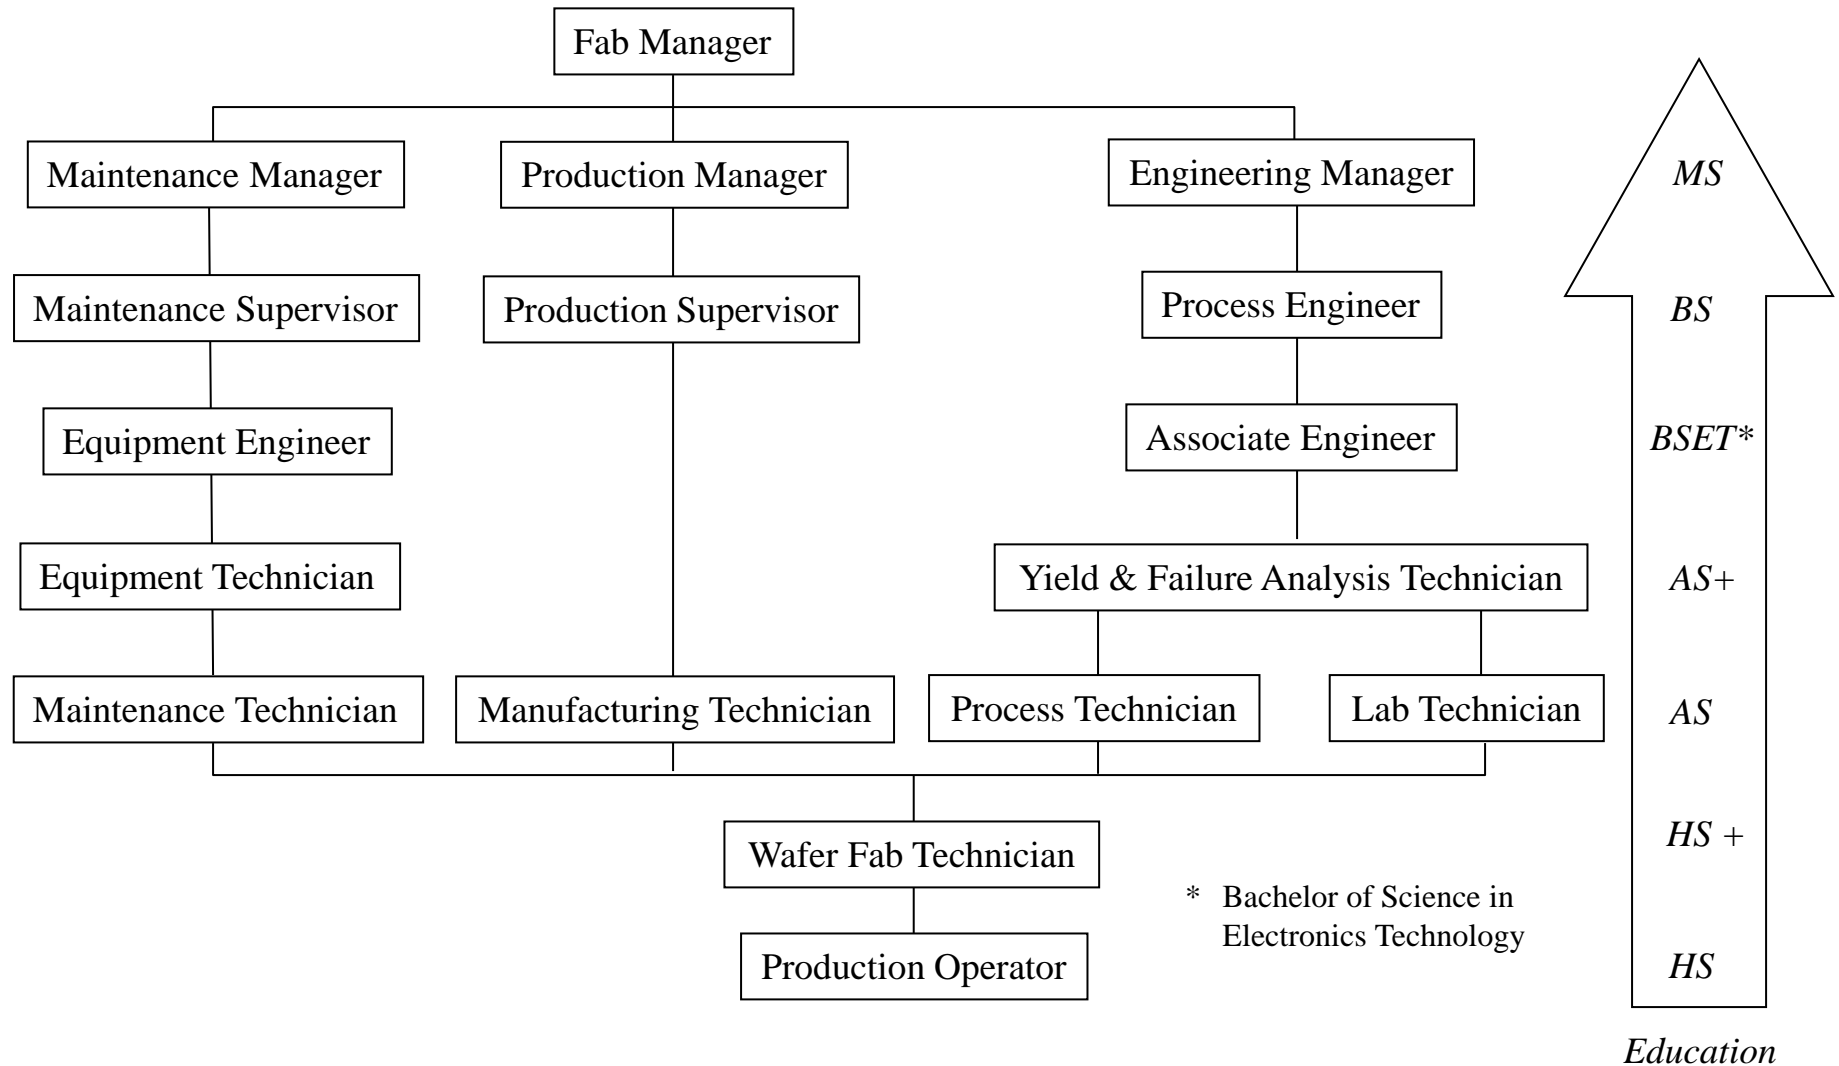 Fab Manager
Maintenance Manager
Production Manager
Engineering Manager
MS
Maintenance Supervisor
Production Supervisor
Process Engineer
BS
Equipment Engineer
Associate Engineer
BSET*
Equipment Technician
Yield & Failure Analysis Technician
AS+
Maintenance Technician
Manufacturing Technician
Process Technician
Lab Technician
AS
Wafer Fab Technician
HS +
* Bachelor of Science in
Electronics Technology
Production Operator
HS
Education